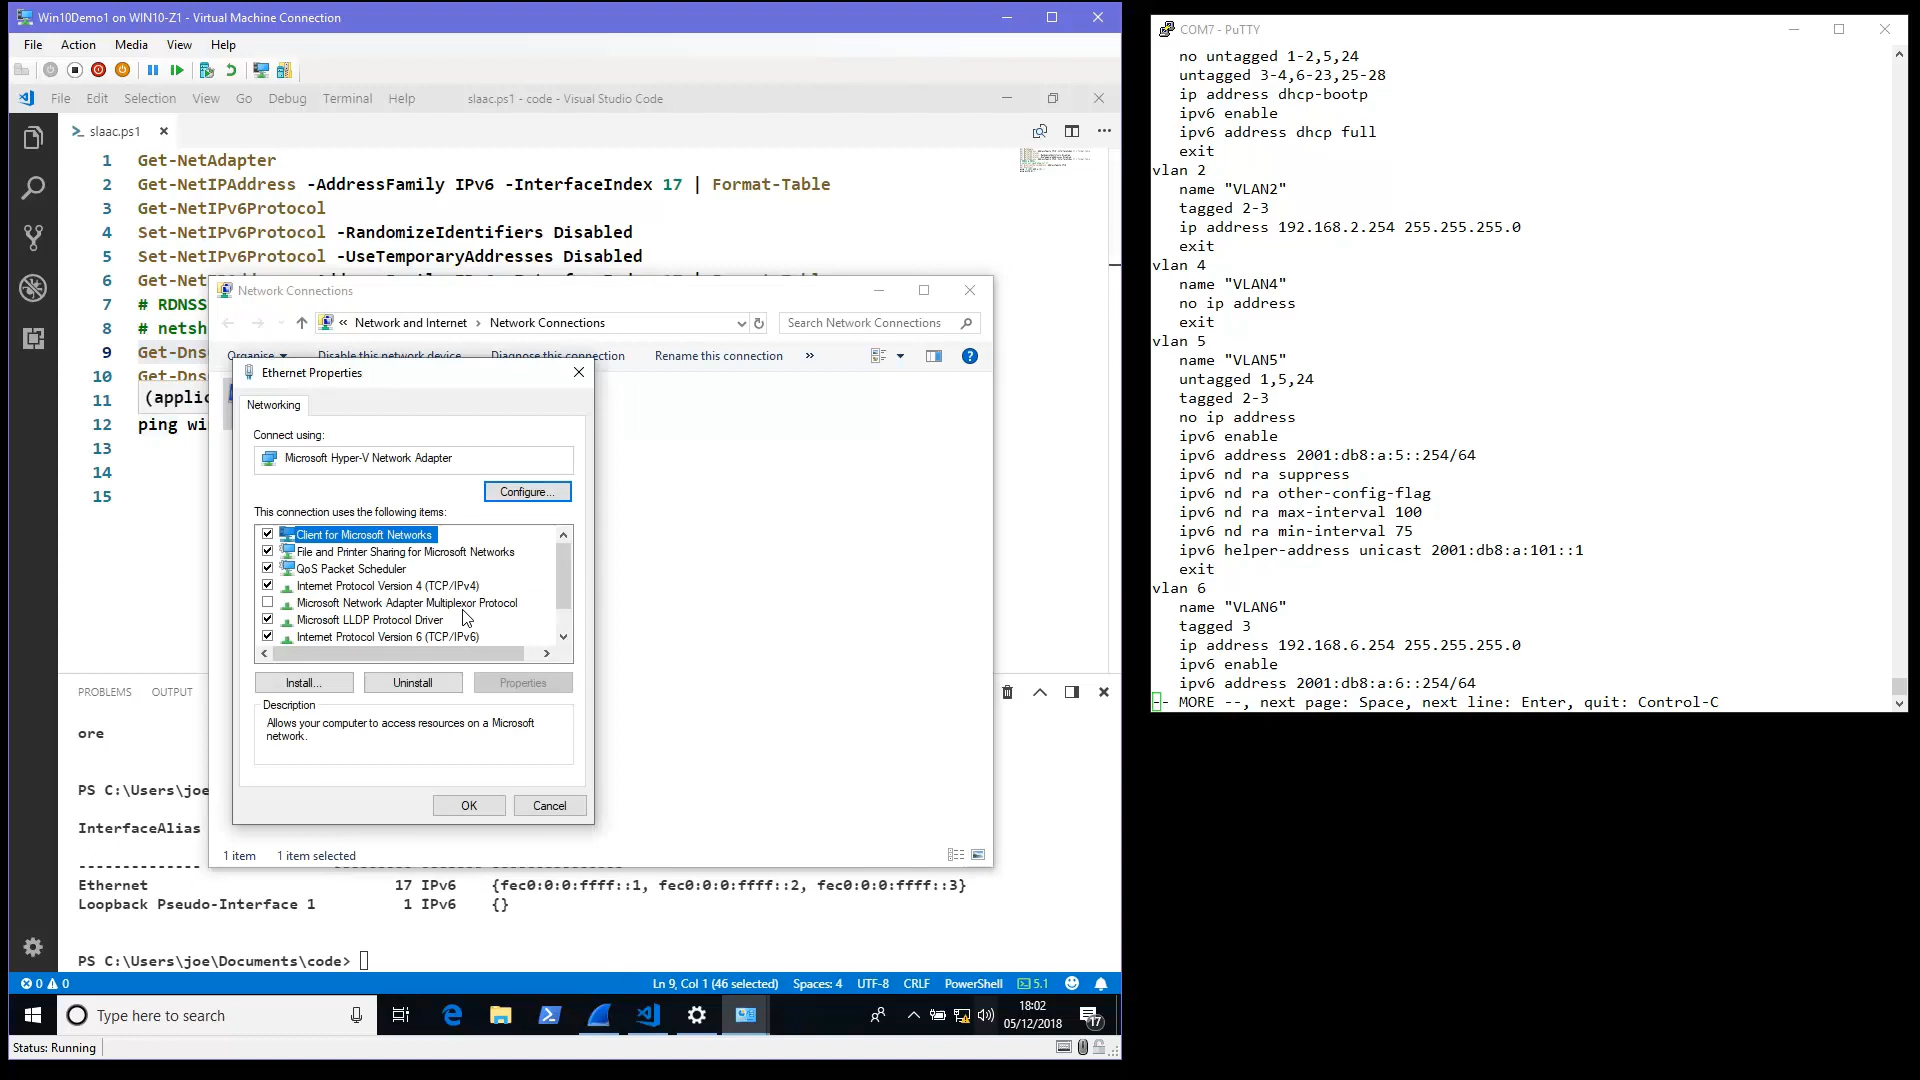 Win10Demo1 on WIN10-Z1 - Virtual Machine Connection
File Action Media View Help
File Edit Selection View Go Debug Terminal Help slaac.ps1 - code - Visual Studio Code
slaac.ps1
1 Get-NetAdapter
2 Get-NetIPAddress -AddressFamily IPv6 -InterfaceIndex 17 | Format-Table
3 Get-NetIPv6Protocol
4 Set-NetIPv6Protocol -RandomizeIdentifiers Disabled
5 Set-NetIPv6Protocol -UseTemporaryAddresses Disabled
6 Get-Net
7 # RDNSS
8 # netsh
9 Get-Dns
10 Get-Dns
11 (applic
12 ping wi
13
14
15
Network Connections
« Network and Internet › Network Connections
Search Network Connections
Organise Disable this network device Diagnose this connection Rename this connection »
Ethernet Properties
Networking
Connect using:
Microsoft Hyper-V Network Adapter
Configure...
This connection uses the following items:
Client for Microsoft Networks
File and Printer Sharing for Microsoft Networks
QoS Packet Scheduler
Internet Protocol Version 4 (TCP/IPv4)
Microsoft Network Adapter Multiplexor Protocol
Microsoft LLDP Protocol Driver
Internet Protocol Version 6 (TCP/IPv6)
Install... Uninstall Properties
Description
Allows your computer to access resources on a Microsoft
network.
OK Cancel
1 item 1 item selected
PROBLEMS OUTPUT
ore
PS C:\Users\joe
InterfaceAlias
--------------
Ethernet 17 IPv6 {fec0:0:0:ffff::1, fec0:0:0:ffff::2, fec0:0:0:ffff::3}
Loopback Pseudo-Interface 1 1 IPv6 {}
PS C:\Users\joe\Documents\code>
0 0 Ln 9, Col 1 (46 selected) Spaces: 4 UTF-8 CRLF PowerShell 5.1
Type here to search
18:02
05/12/2018
17
Status: Running
COM7 - PuTTY
no untagged 1-2,5,24
untagged 3-4,6-23,25-28
ip address dhcp-bootp
ipv6 enable
ipv6 address dhcp full
exit
vlan 2
name "VLAN2"
tagged 2-3
ip address 192.168.2.254 255.255.255.0
exit
vlan 4
name "VLAN4"
no ip address
exit
vlan 5
name "VLAN5"
untagged 1,5,24
tagged 2-3
no ip address
ipv6 enable
ipv6 address 2001:db8:a:5::254/64
ipv6 nd ra suppress
ipv6 nd ra other-config-flag
ipv6 nd ra max-interval 100
ipv6 nd ra min-interval 75
ipv6 helper-address unicast 2001:db8:a:101::1
exit
vlan 6
name "VLAN6"
tagged 3
ip address 192.168.6.254 255.255.255.0
ipv6 enable
ipv6 address 2001:db8:a:6::254/64
-- MORE --, next page: Space, next line: Enter, quit: Control-C